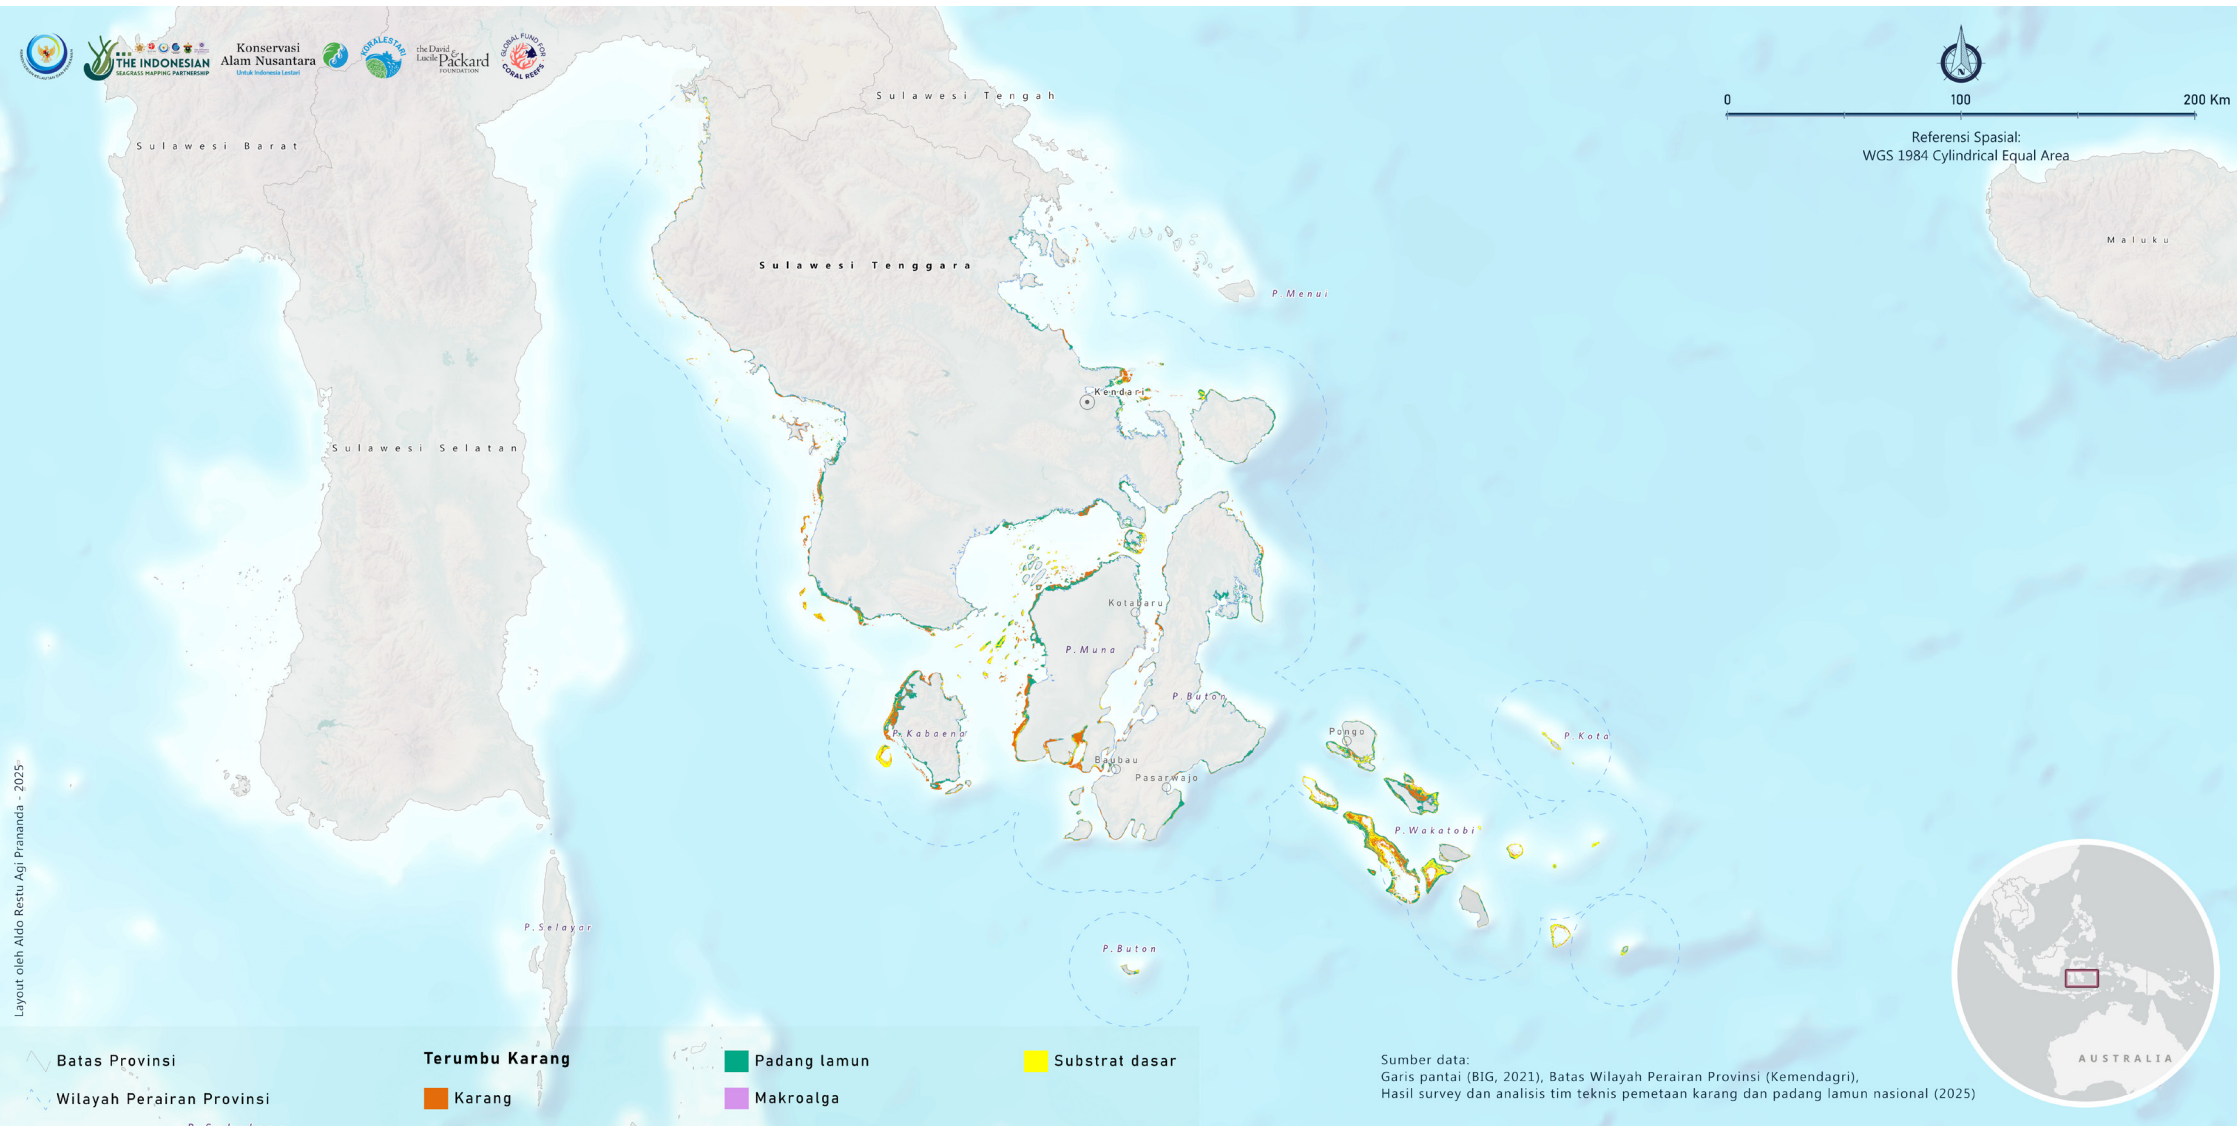 KEMENTERIAN KELAUTAN DAN PERIKANAN
THE INDONESIAN
SEAGRASS MAPPING PARTNERSHIP
Konservasi
Alam Nusantara
Untuk Indonesia Lestari
KORALESTARI
the David &
Lucile Packard
FOUNDATION
GLOBAL FUND FOR
CORAL REEFS
N
0 100 200 Km
Referensi Spasial:
WGS 1984 Cylindrical Equal Area
Sulawesi Tengah
Sulawesi Barat
Maluku
Sulawesi Tenggara
P.Menui
Kendari
Sulawesi Selatan
Kotabaru
P.Muna
P.Buton
P.Kabaena
Pongo
P.Kota
Baubau
Pasarwajo
P.Wakatobi
P.Selayar
P.Buton
Layout oleh Aldo Restu Agi Prananda - 2025
Batas Provinsi
Wilayah Perairan Provinsi
Terumbu Karang
Karang
Padang lamun
Makroalga
Substrat dasar
Sumber data:
Garis pantai (BIG, 2021), Batas Wilayah Perairan Provinsi (Kemendagri),
Hasil survey dan analisis tim teknis pemetaan karang dan padang lamun nasional (2025)
AUSTRALIA